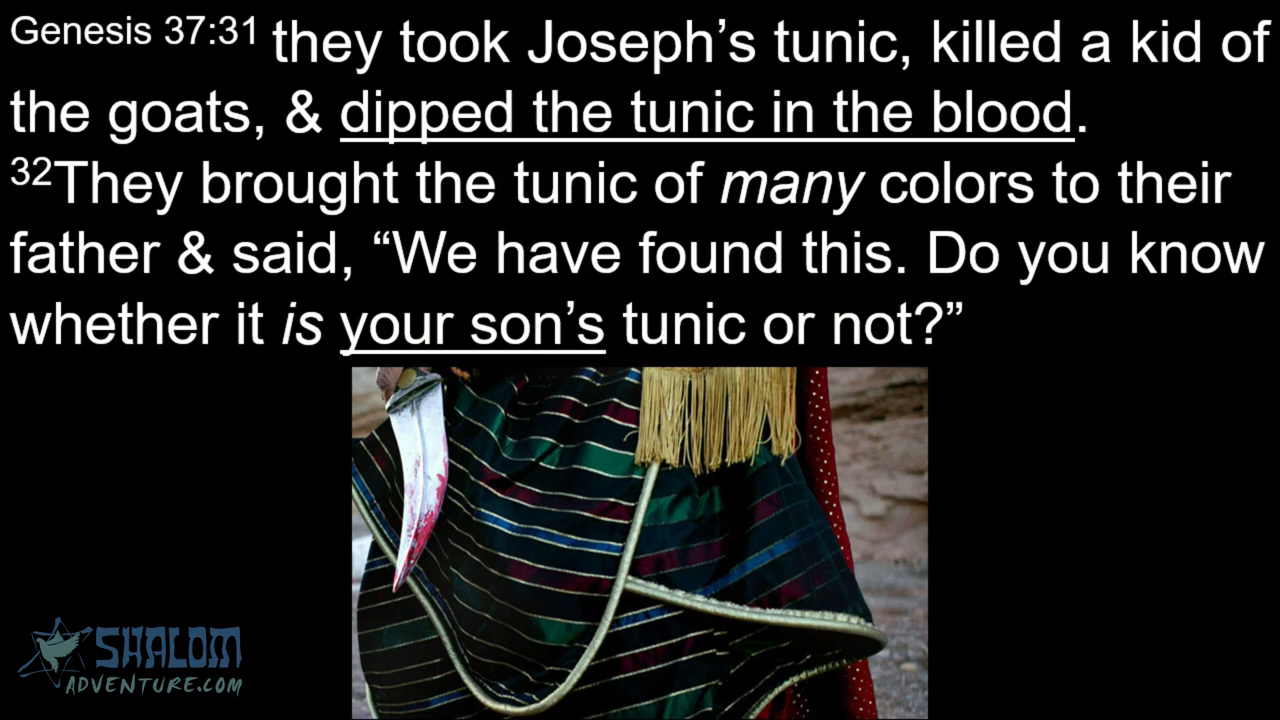 Genesis 37:31 they took Joseph’s tunic, killed a kid of
the goats, & dipped the tunic in the blood.
32They brought the tunic of many colors to their
father & said, “We have found this. Do you know
whether it is your son’s tunic or not?”
SHALOM
ADVENTURE.COM